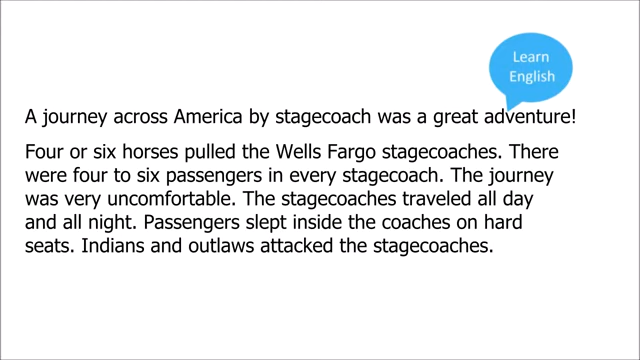 Learn
English
A journey across America by stagecoach was a great adventure!
Four or six horses pulled the Wells Fargo stagecoaches. There
were four to six passengers in every stagecoach. The journey
was very uncomfortable. The stagecoaches traveled all day
and all night. Passengers slept inside the coaches on hard
seats. Indians and outlaws attacked the stagecoaches.